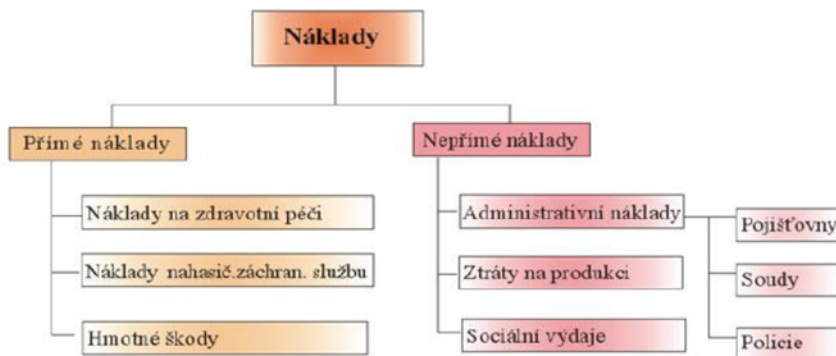 Náklady
Přímé náklady
Nepřímé náklady
Náklady na zdravotní péči
Náklady nahasič.záchran. službu
Hmotné škody
Administrativní náklady
Ztráty na produkci
Sociální výdaje
Pojišťovny
Soudy
Policie